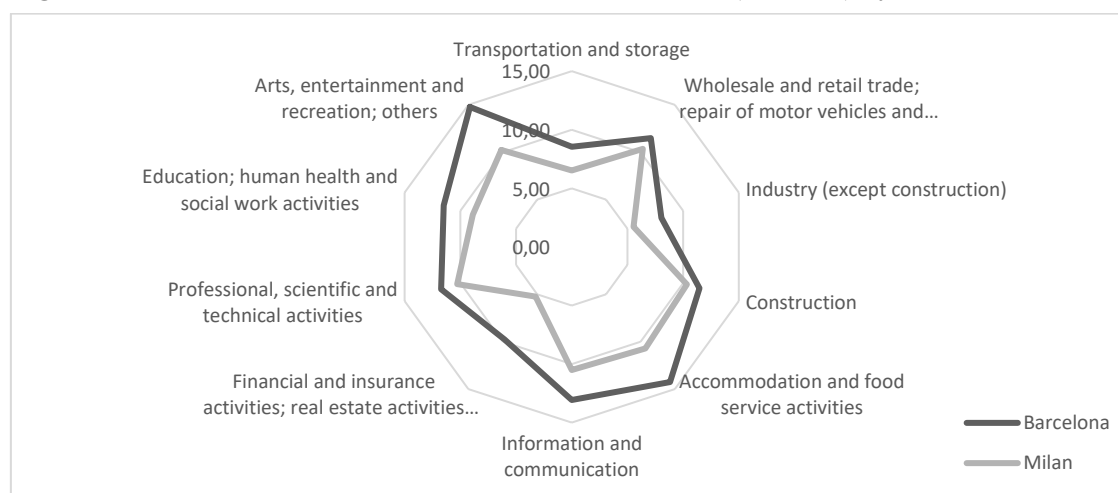 Transportation and storage
15,00
Arts, entertainment and
recreation; others
Wholesale and retail trade;
repair of motor vehicles and...
10,00
Education; human health and
social work activities
5,00
Industry (except construction)
0,00
Professional, scientific and
technical activities
Construction
Financial and insurance
activities; real estate activities...
Accommodation and food
service activities
Information and
communication
Barcelona
Milan